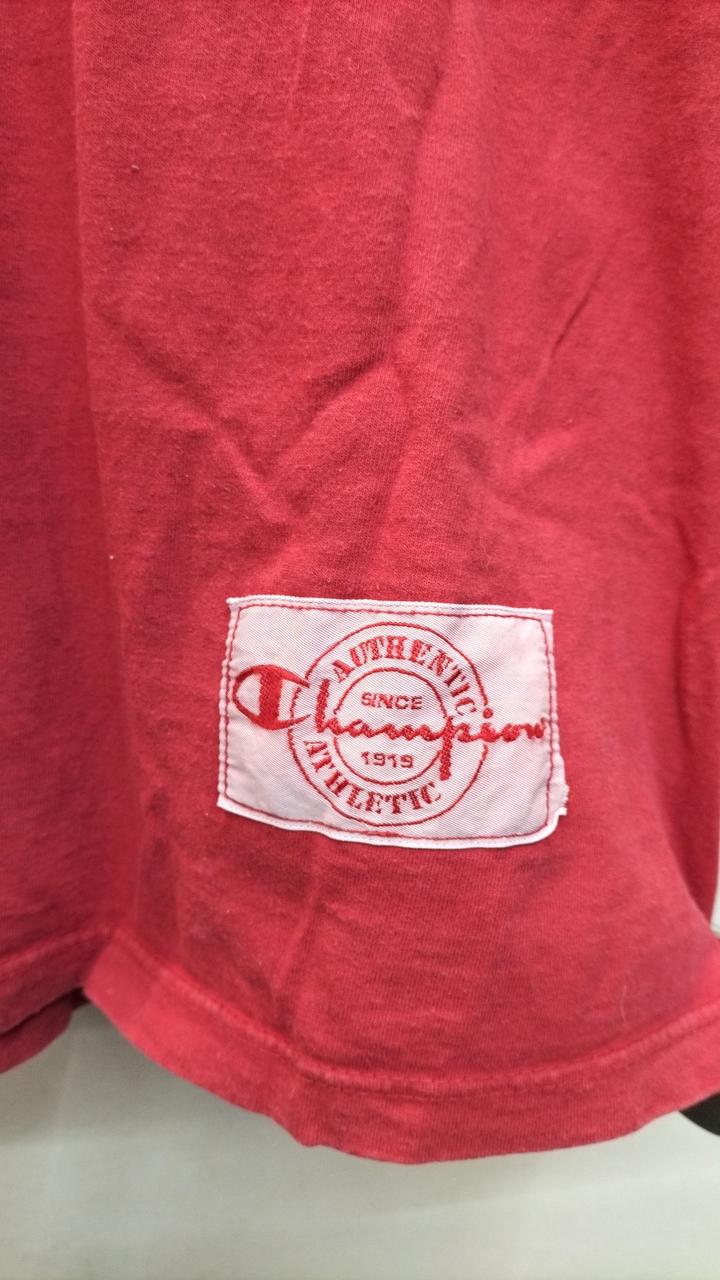 AUTHENTIC
SINCE
Champion
1919
ATHLETIC